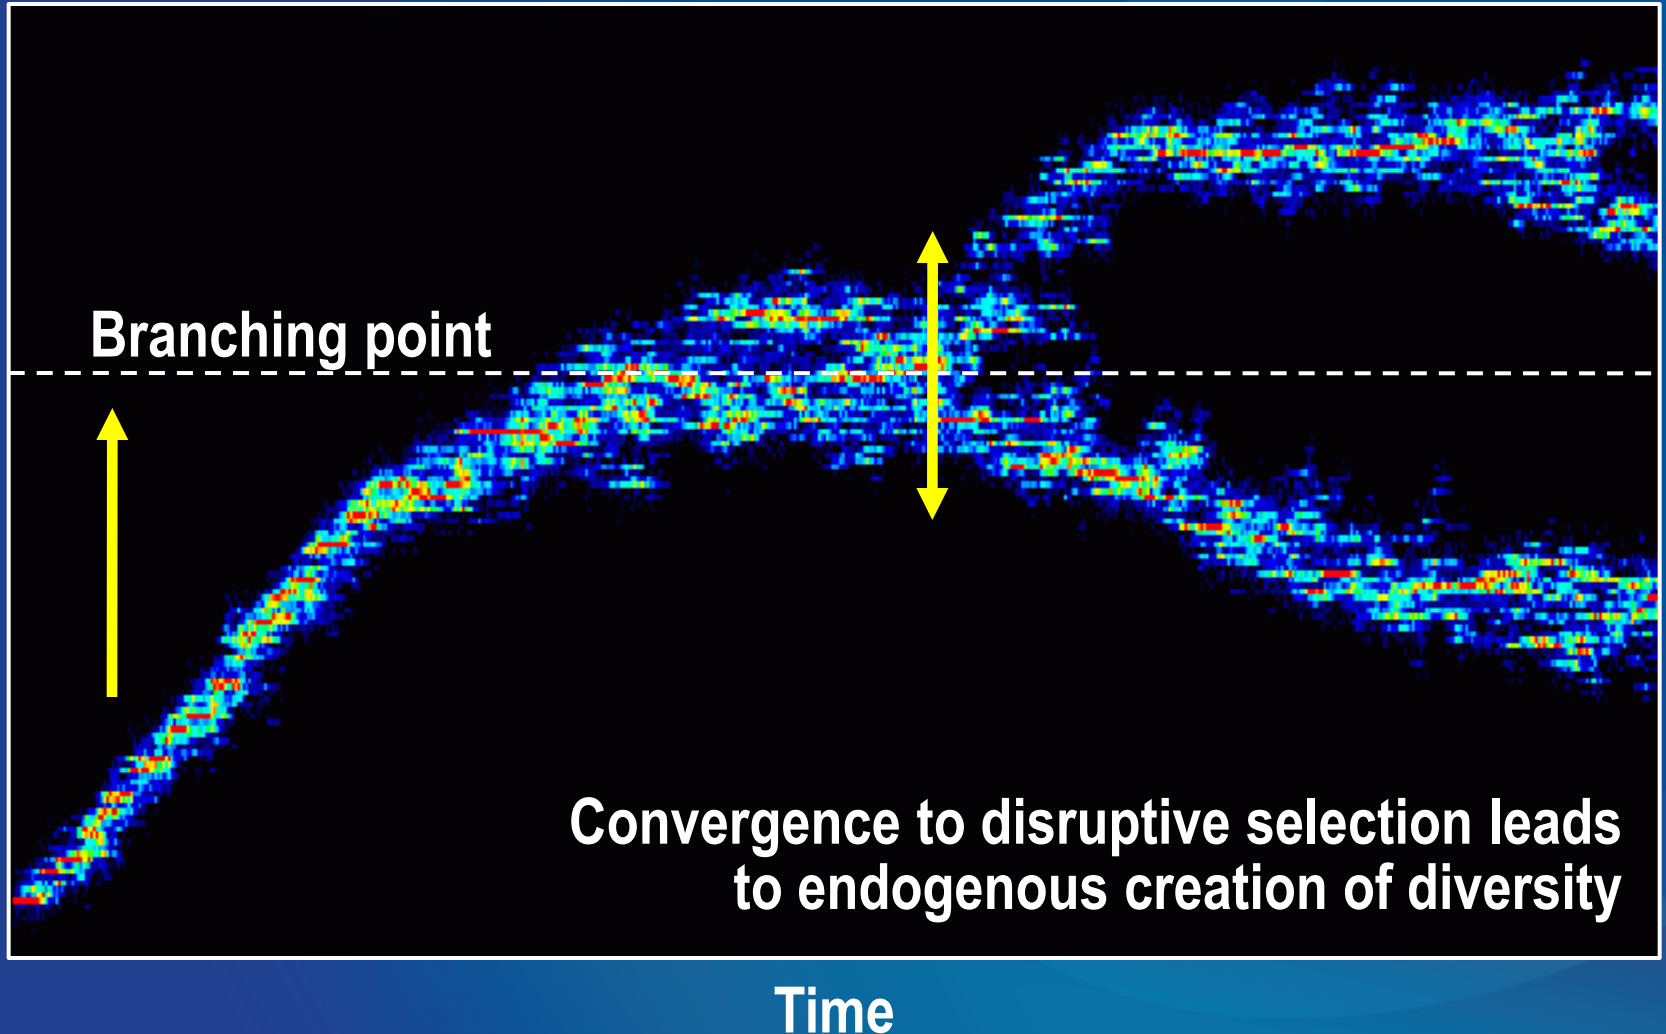 Branching point
Convergence to disruptive selection leads
to endogenous creation of diversity
Time